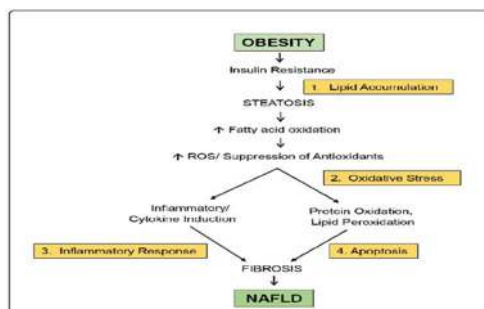 OBESITY
Insulin Resistance
1. Lipid Accumulation
STEATOSIS
↑ Fatty acid oxidation
↑ ROS/ Suppression of Antioxidants
2. Oxidative Stress
Inflammatory/
Cytokine Induction
Protein Oxidation,
Lipid Peroxidation
3. Inflammatory Response
4. Apoptosis
FIBROSIS
NAFLD